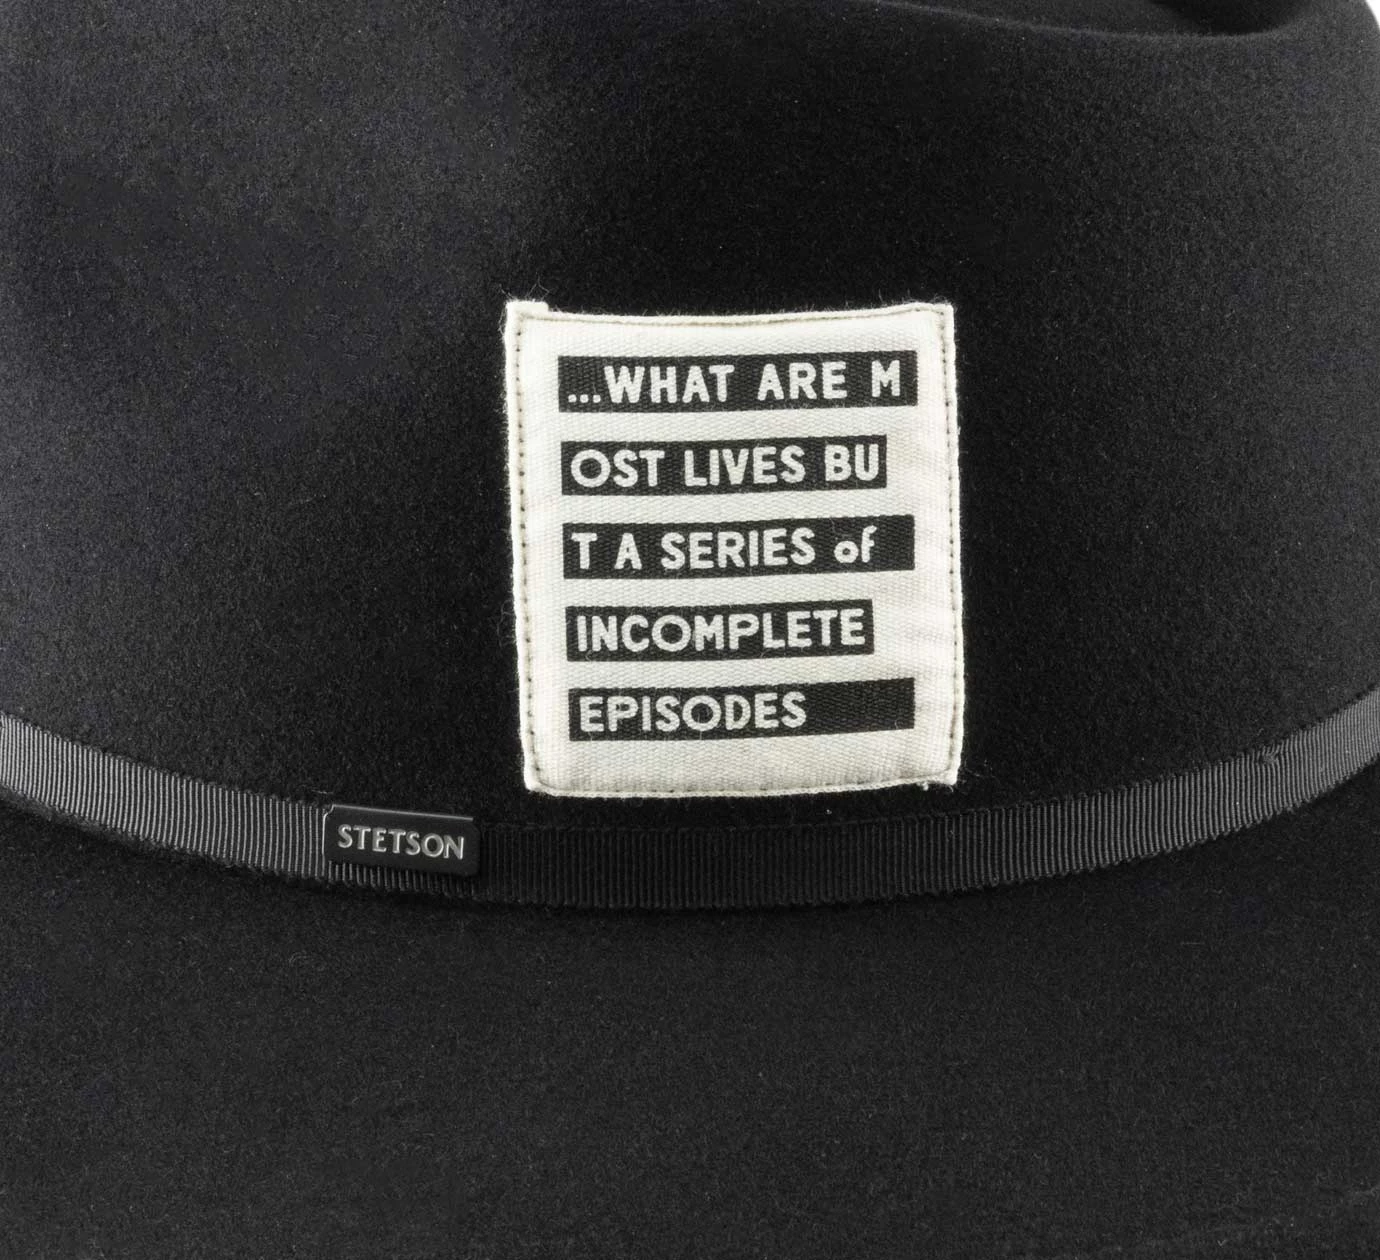 ...WHAT ARE M
OST LIVES BU
T A SERIES of
INCOMPLETE
EPISODES
STETSON